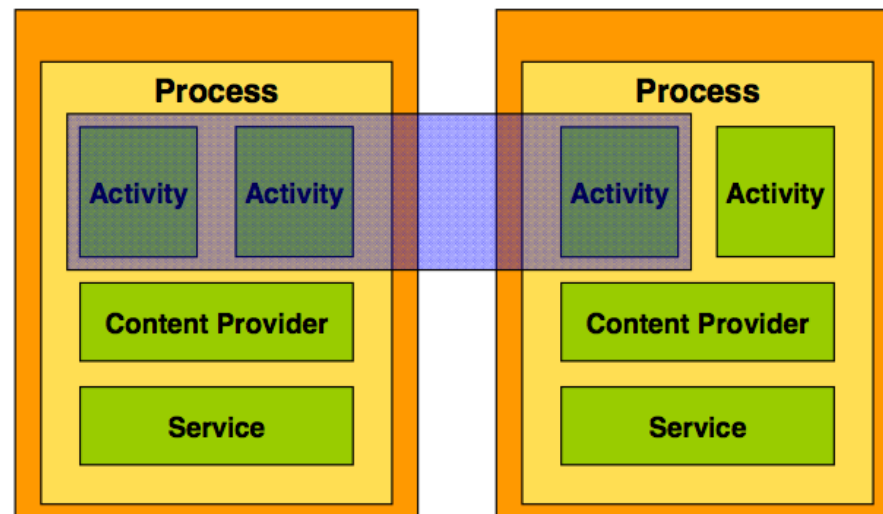 Process
Activity
Activity
Content Provider
Service
Process
Activity
Activity
Content Provider
Service